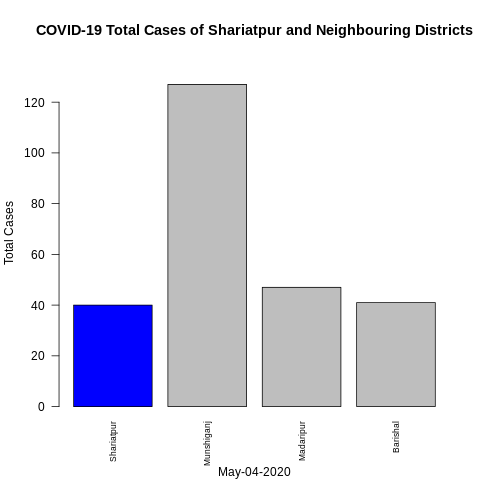 COVID-19 Total Cases of Shariatpur and Neighbouring Districts
Total Cases
120
100
80
60
40
20
0
Shariatpur
Munshiganj
Madaripur
Barishal
May-04-2020